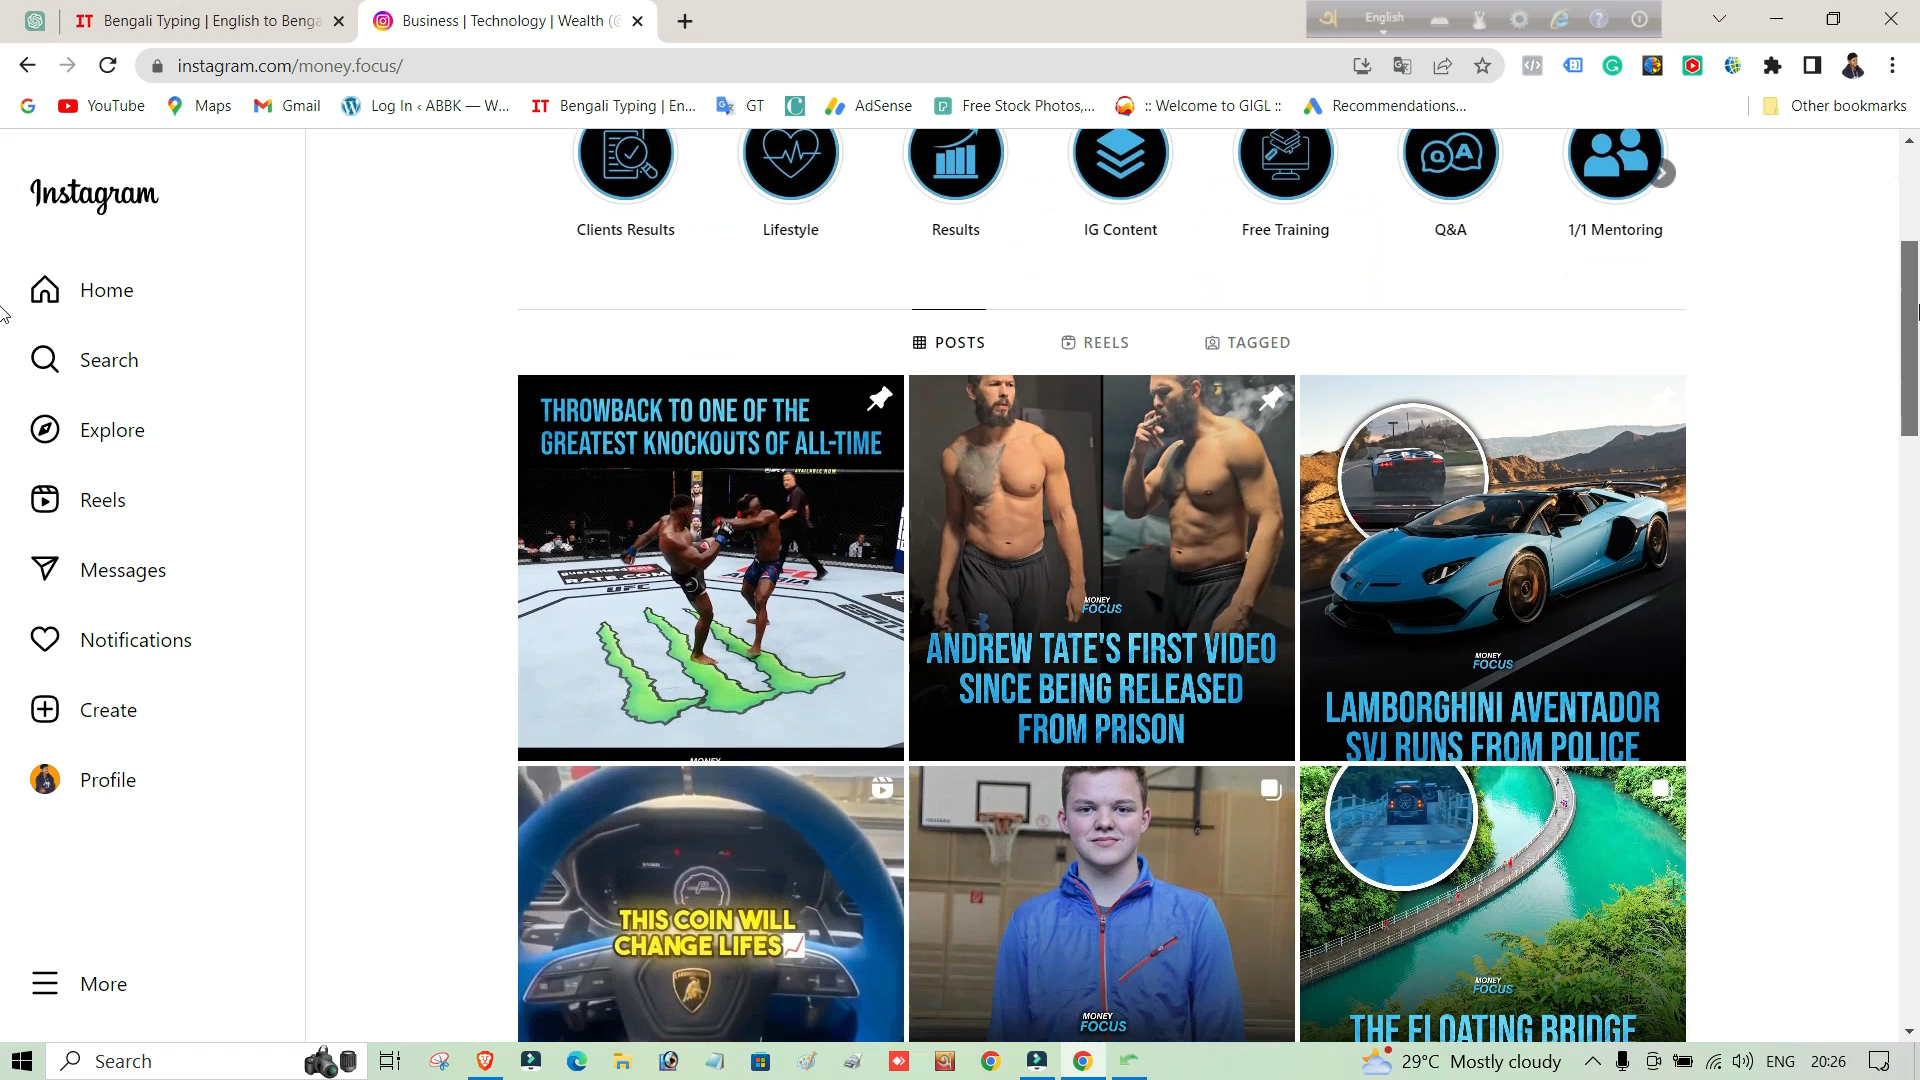 IT Bengali Typing | English to Benga
Business | Technology | Wealth (@
English
instagram.com/money.focus/
YouTube
Maps
Gmail
Log In ‹ ABBK — W...
IT Bengali Typing | En...
GT
AdSense
Free Stock Photos,...
:: Welcome to GIGL ::
Recommendations...
Other bookmarks
Instagram
Home
Search
Explore
Reels
Messages
Notifications
Create
Profile
More
Q A
Clients Results
Lifestyle
Results
IG Content
Free Training
Q&A
1/1 Mentoring
POSTS
REELS
TAGGED
THROWBACK TO ONE OF THE
GREATEST KNOCKOUTS OF ALL-TIME
RATE.COM
UFC
MONEY
FOCUS
ANDREW TATE'S FIRST VIDEO
SINCE BEING RELEASED
FROM PRISON
MONEY
FOCUS
LAMBORGHINI AVENTADOR
SVJ RUNS FROM POLICE
THIS COIN WILL
CHANGE LIFES
MONEY
FOCUS
MONEY
FOCUS
THE FLOATING BRIDGE
Search
29°C Mostly cloudy
ENG
20:26